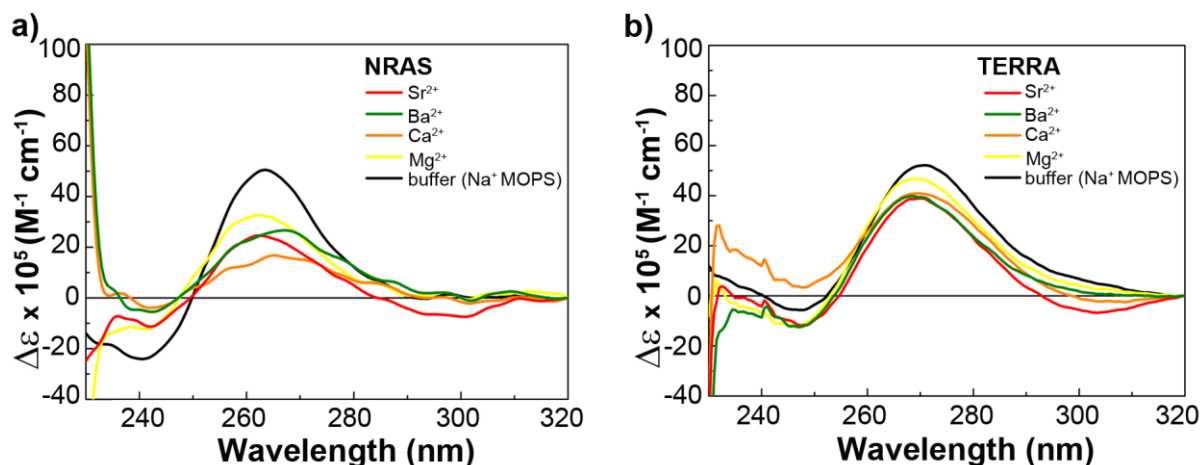 a)
NRAS
Sr²⁺
Ba²⁺
Ca²⁺
Mg²⁺
buffer (Na⁺ MOPS)
Δε x 10⁵ (M⁻¹ cm⁻¹)
100
80
60
40
20
0
-20
-40
240
260
280
300
320
Wavelength (nm)
b)
TERRA
Sr²⁺
Ba²⁺
Ca²⁺
Mg²⁺
buffer (Na⁺ MOPS)
Δε x 10⁵ (M⁻¹ cm⁻¹)
100
80
60
40
20
0
-20
-40
240
260
280
300
320
Wavelength (nm)